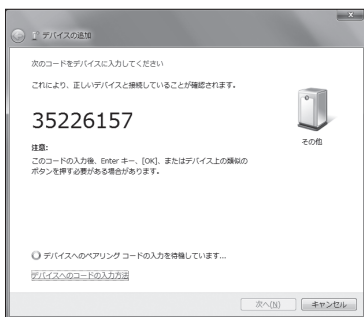 デバイスの追加
次のコードをデバイスに入力してください
これにより、正しいデバイスと接続していることが確認されます。
35226157
その他
注意:
このコードの入力後、Enter キー、[OK]、またはデバイス上の類似の
ボタンを押す必要がある場合があります。
デバイスへのペアリング コードの入力を待機しています...
デバイスへのコードの入力方法
次へ(N)
キャンセル